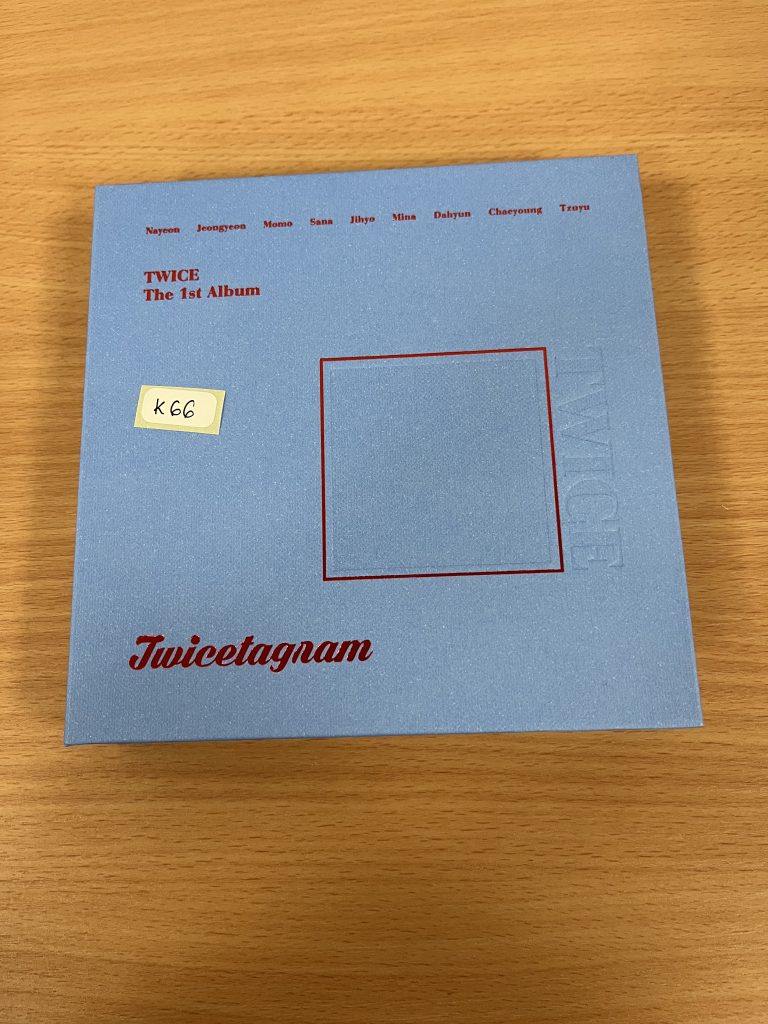 Nayeon Jeongyeon Momo Sana Jihyo Mina Dahyun Chaeyoung Tzuyu
TWICE
The 1st Album
TWICE
K66
Twicetagram